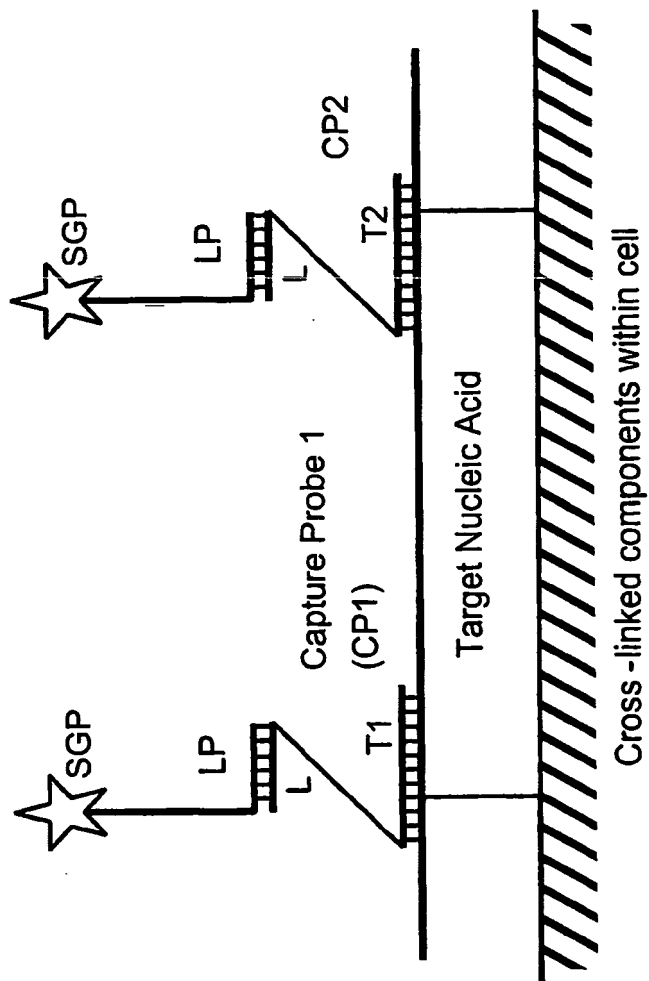 SGP
SGP
LP
LP
L
L
Capture Probe 1
(CP1)
CP2
T1
T2
Target Nucleic Acid
Cross -linked components within cell